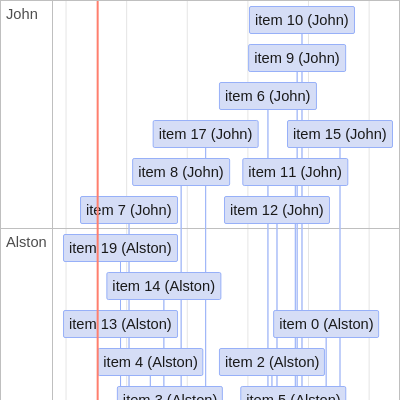 John
item 10 (John)
item 9 (John)
item 6 (John)
item 17 (John)
item 15 (John)
item 8 (John)
item 11 (John)
item 7 (John)
item 12 (John)
Alston
item 19 (Alston)
item 14 (Alston)
item 13 (Alston)
item 0 (Alston)
item 4 (Alston)
item 2 (Alston)
item 3 (Alston)
item 5 (Alston)